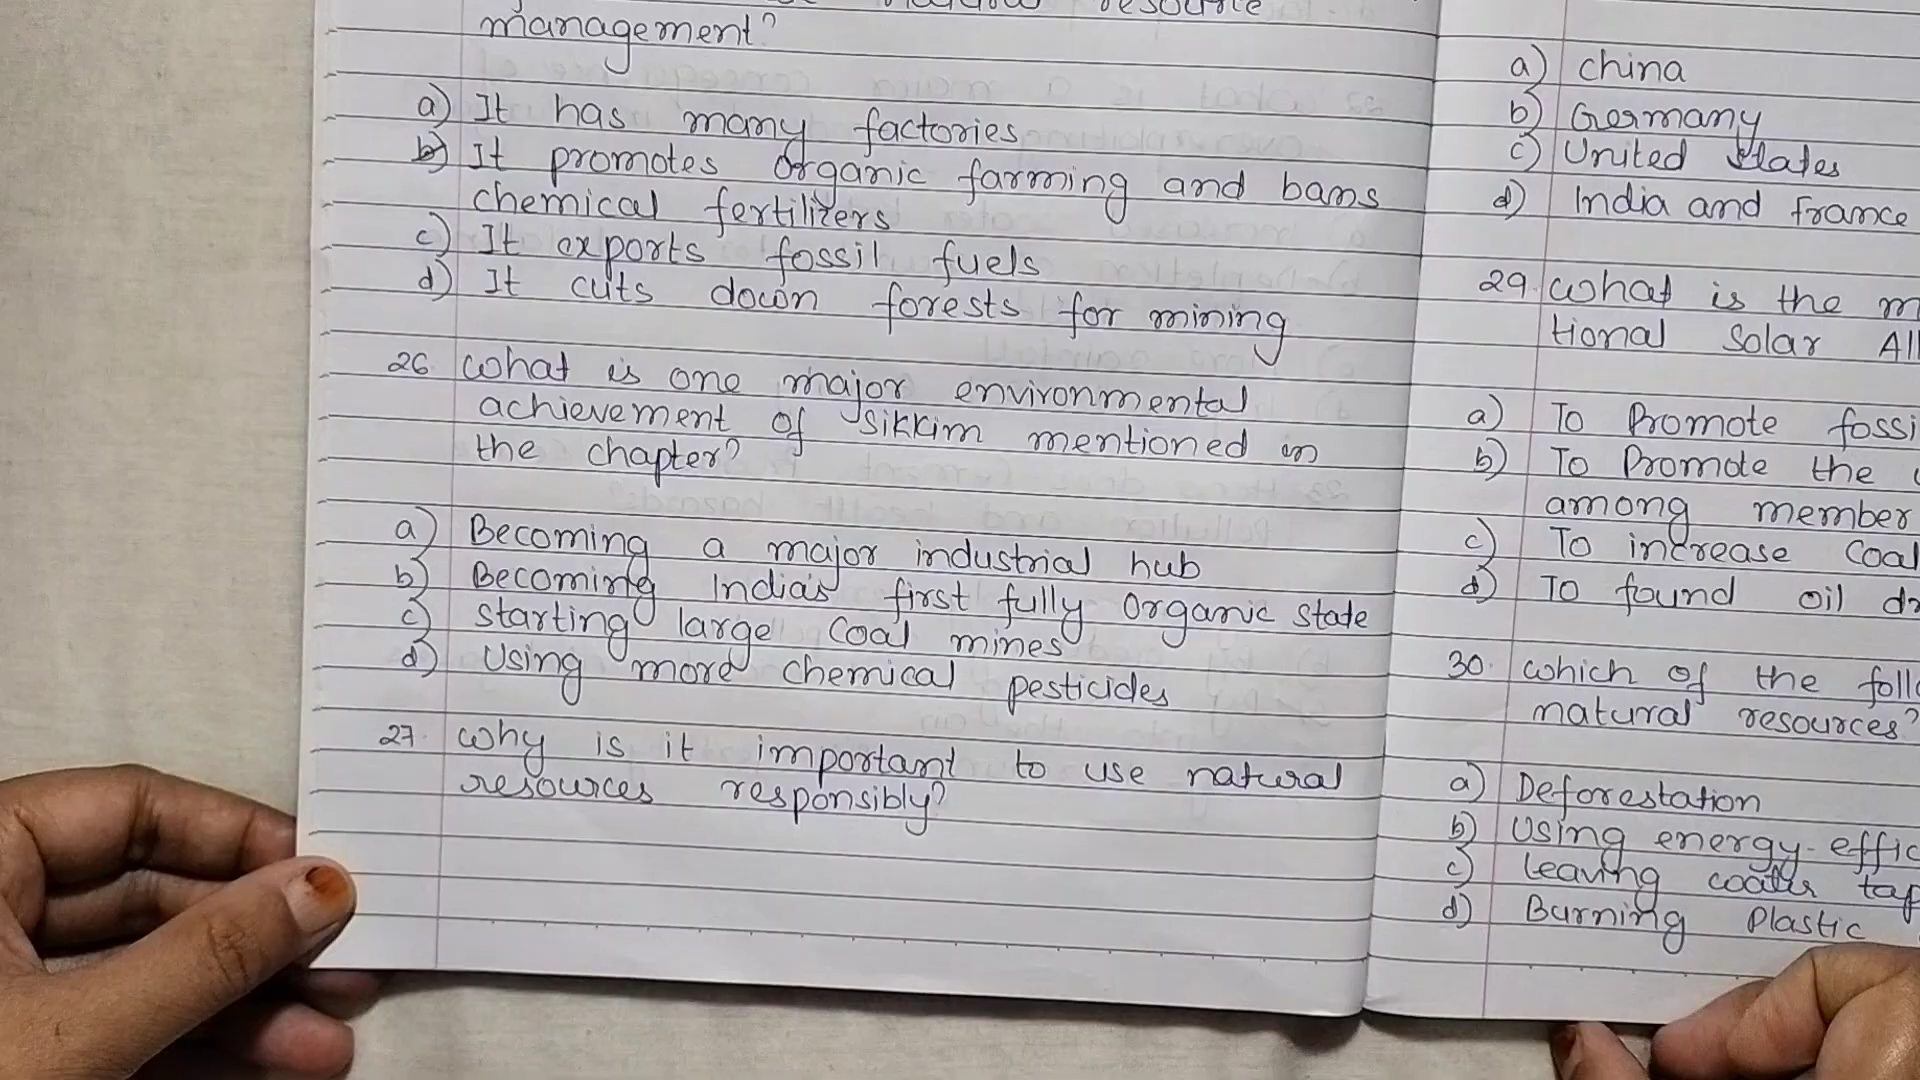 resource
management?
a) It has many factories
b) It promotes organic farming and bans
chemical fertilizers
c) It exports fossil fuels
d) It cuts down forests for mining
26. What is one major environmental
achievement of Sikkim mentioned in
the chapter?
a) Becoming a major industrial hub
b) Becoming India's first fully organic state
c) Starting large coal mines
d) Using more chemical pesticides
27. Why is it important to use natural
resources responsibly?
a) China
b) Germany
c) United States
d) India and France
29. What is the
tional Solar
a) To Promote
b) To Promote the
among member
c) To increase coal
d) To found oil
30. Which of the
natural resources?
a) Deforestation
b) Using energy-
c) Leaving water
d) Burning Plastic